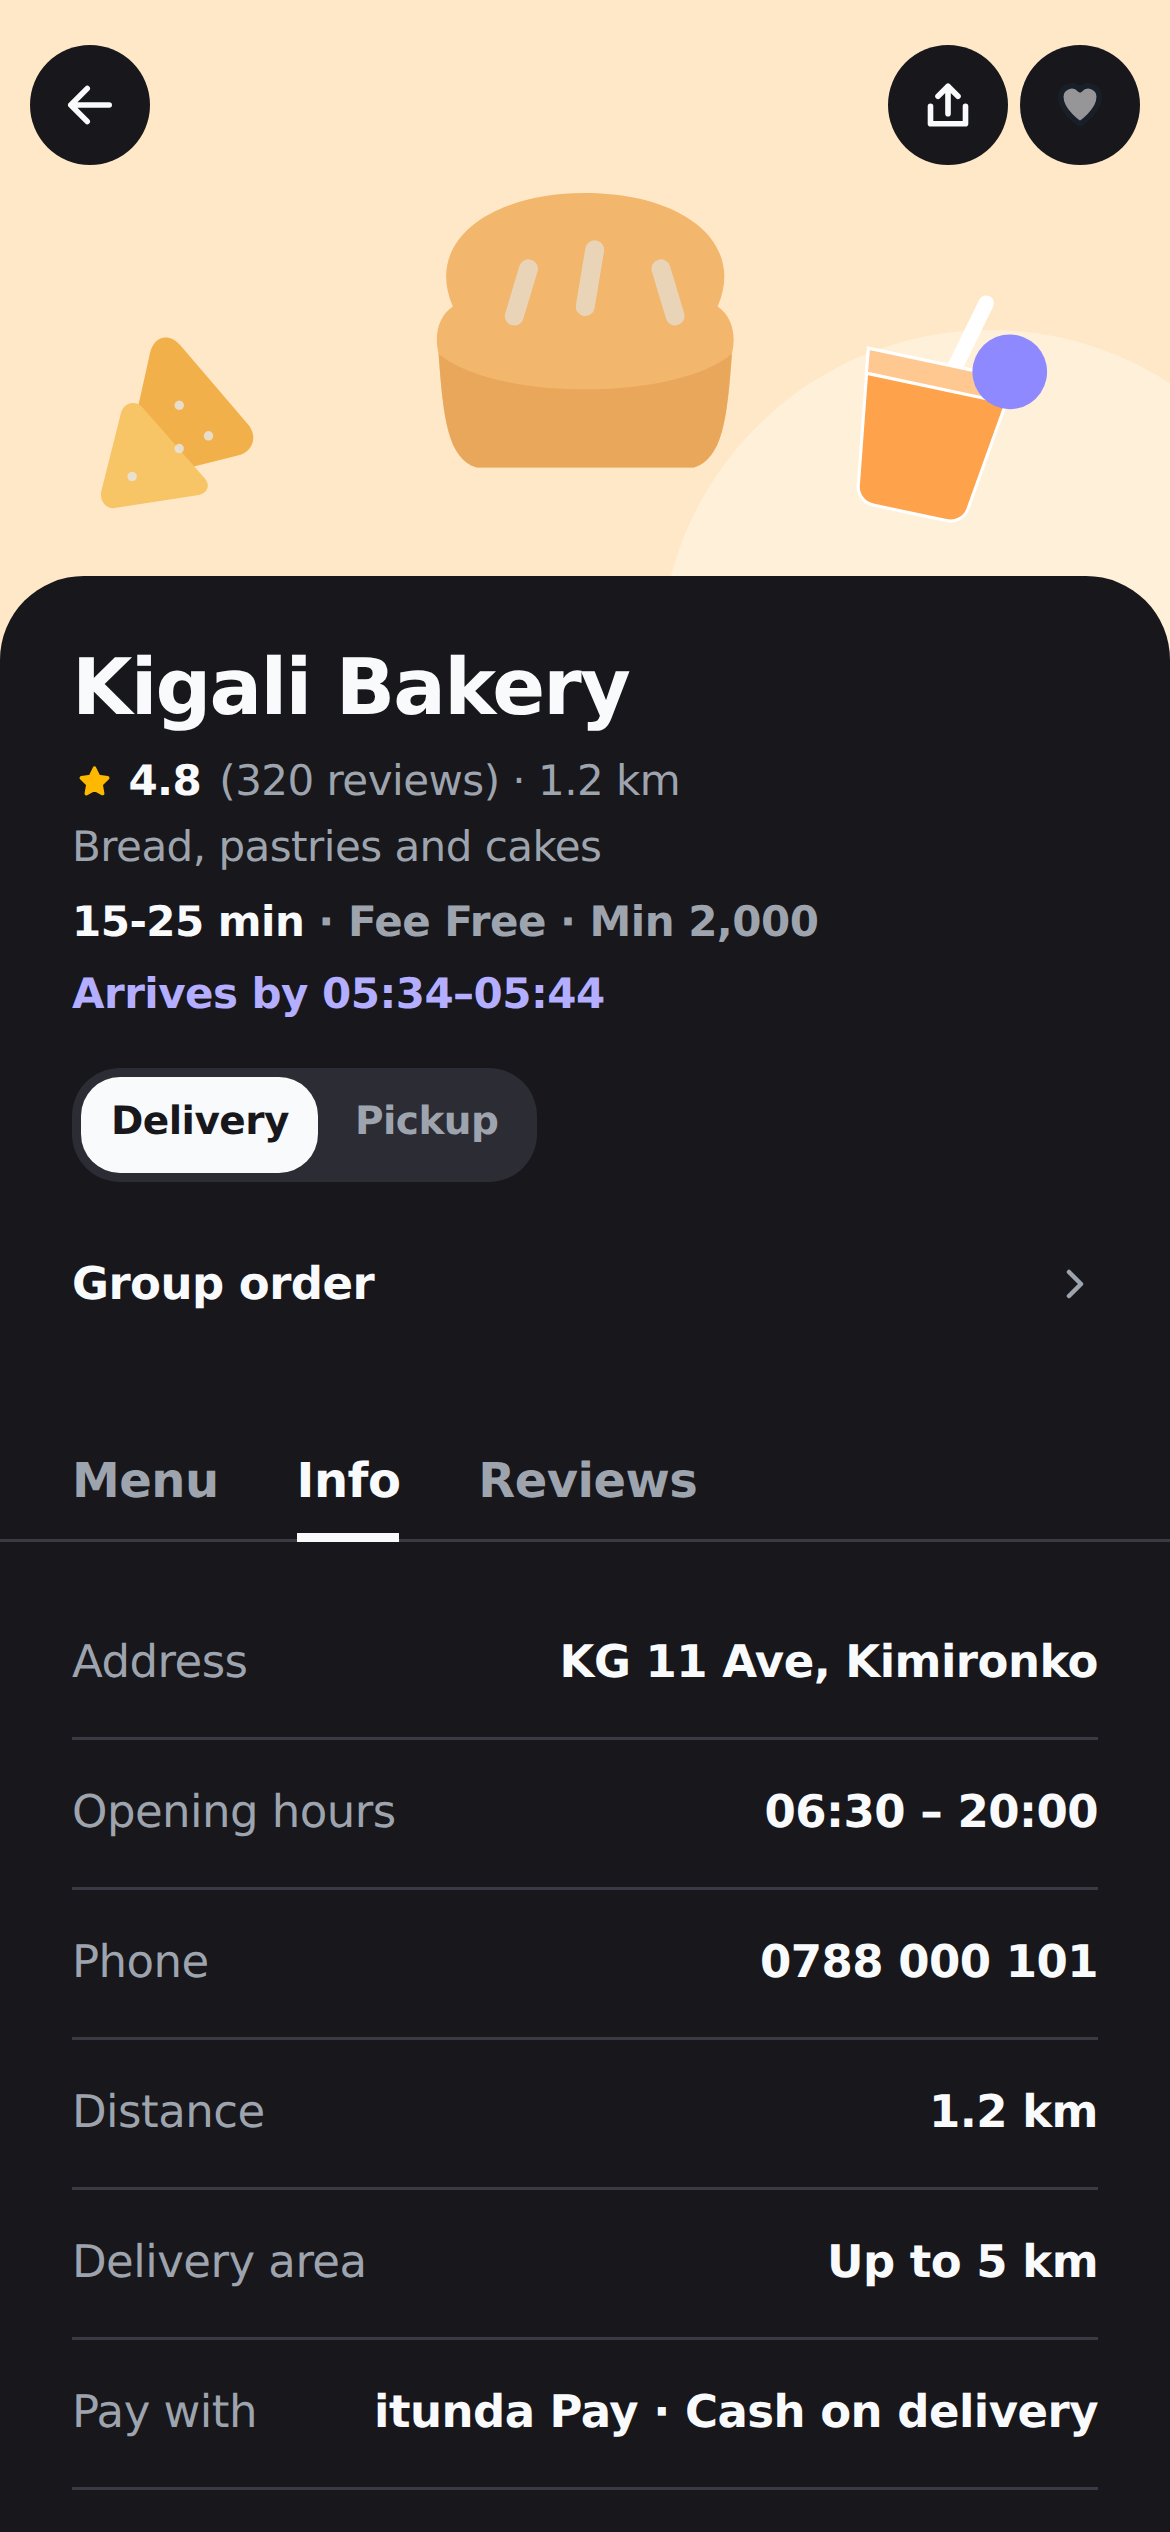 Kigali Bakery
4.8 (320 reviews) · 1.2 km
Bread, pastries and cakes
15-25 min · Fee Free · Min 2,000
Arrives by 05:34–05:44
Delivery Pickup
Group order
Menu Info Reviews
Address KG 11 Ave, Kimironko
Opening hours 06:30 – 20:00
Phone 0788 000 101
Distance 1.2 km
Delivery area Up to 5 km
Pay with itunda Pay · Cash on delivery